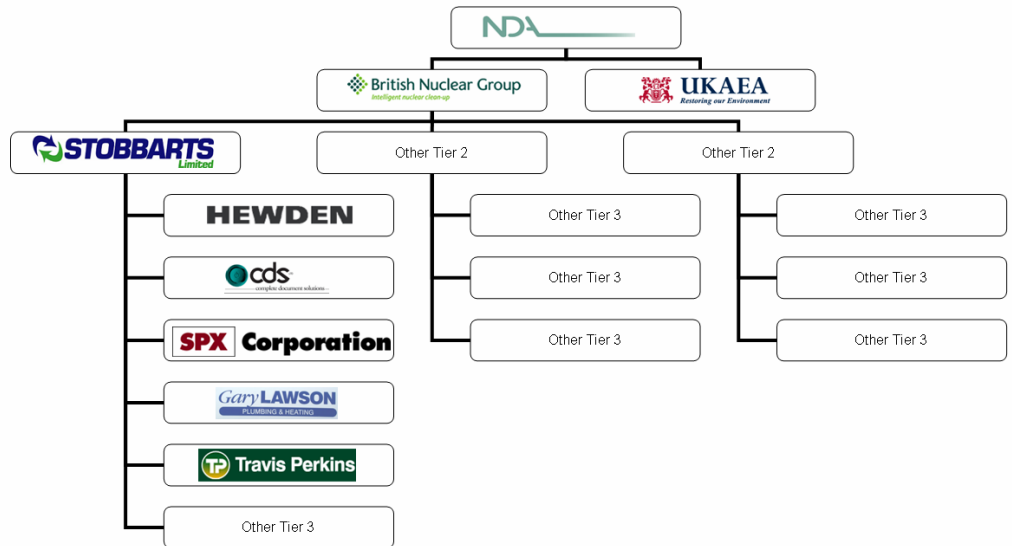 NDA
British Nuclear Group
intelligent nuclear clean-up
UKAEA
Restoring our Environment
STOBBARTS
Limited
Other Tier 2
Other Tier 2
HEWDEN
Other Tier 3
Other Tier 3
cds
complete document solutions
Other Tier 3
Other Tier 3
SPX Corporation
Other Tier 3
Other Tier 3
Gary LAWSON
PLUMBING & HEATING
TP Travis Perkins
Other Tier 3